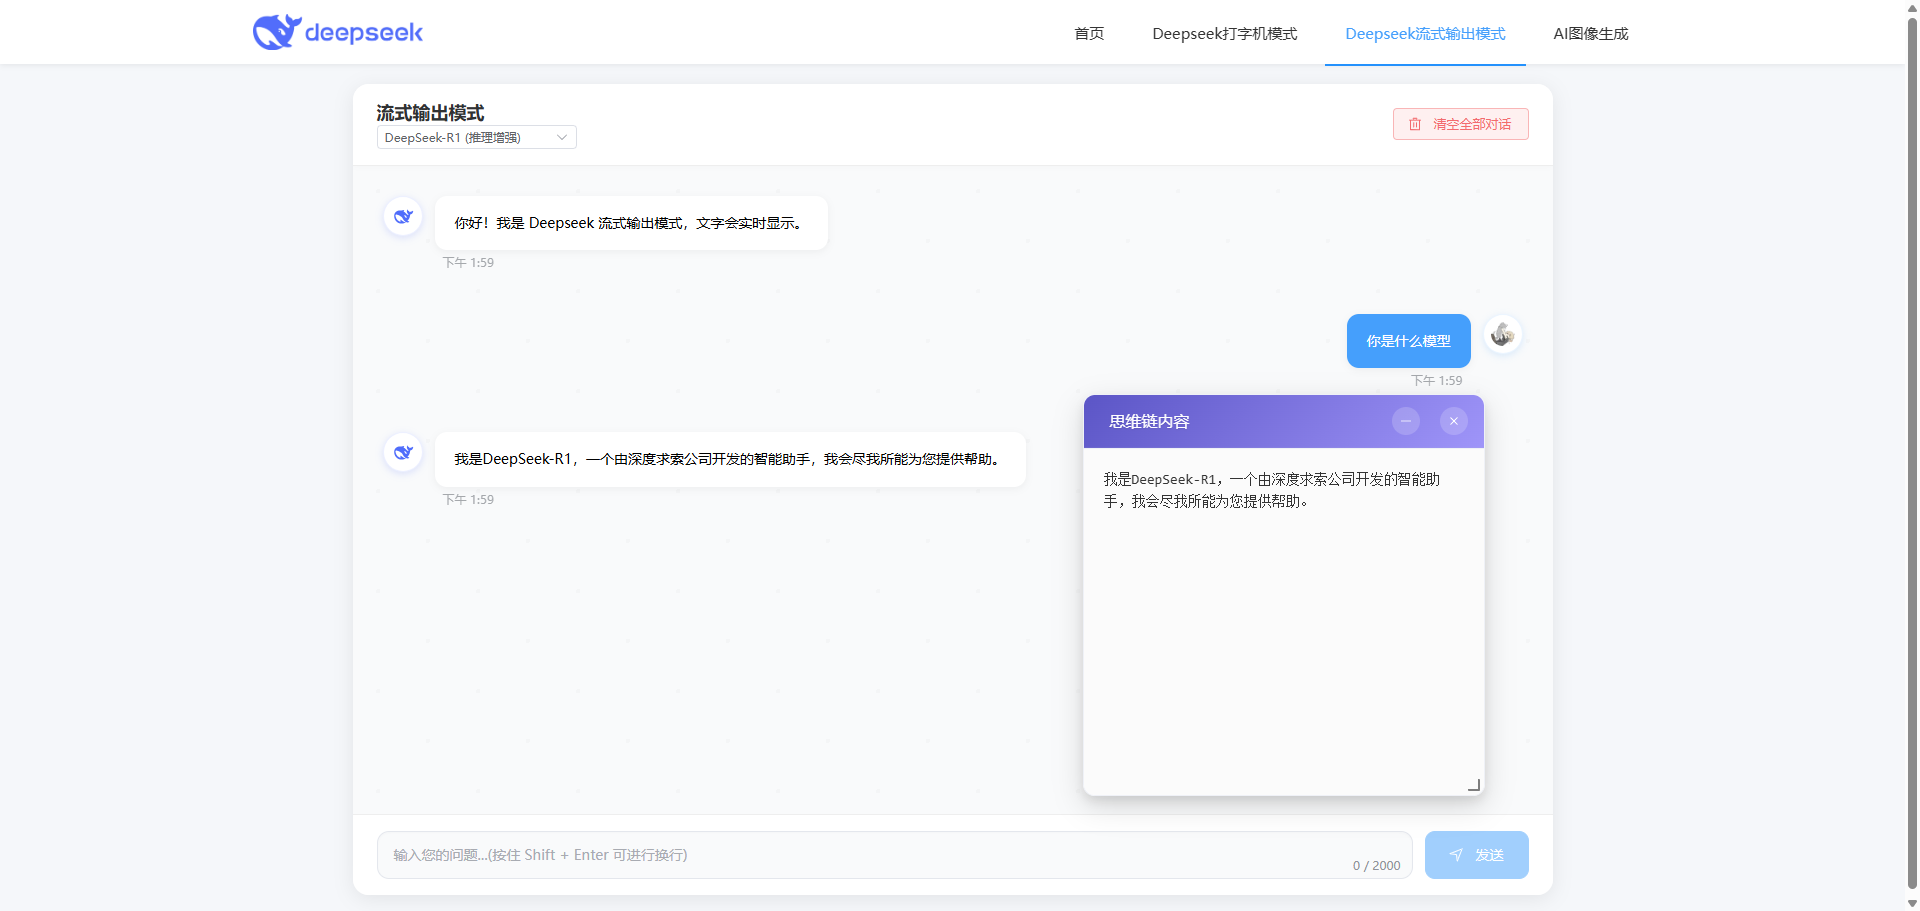 deepseek
首页
Deepseek打字机模式
Deepseek流式输出模式
AI图像生成
流式输出模式
DeepSeek-R1 (推理增强)
清空全部对话
你好！我是 Deepseek 流式输出模式，文字会实时显示。
下午 1:59
你是什么模型
下午 1:59
我是DeepSeek-R1，一个由深度求索公司开发的智能助手，我会尽我所能为您提供帮助。
下午 1:59
思维链内容
我是DeepSeek-R1，一个由深度求索公司开发的智能助
手，我会尽我所能为您提供帮助。
输入您的问题...(按住 Shift + Enter 可进行换行)
0 / 2000
发送